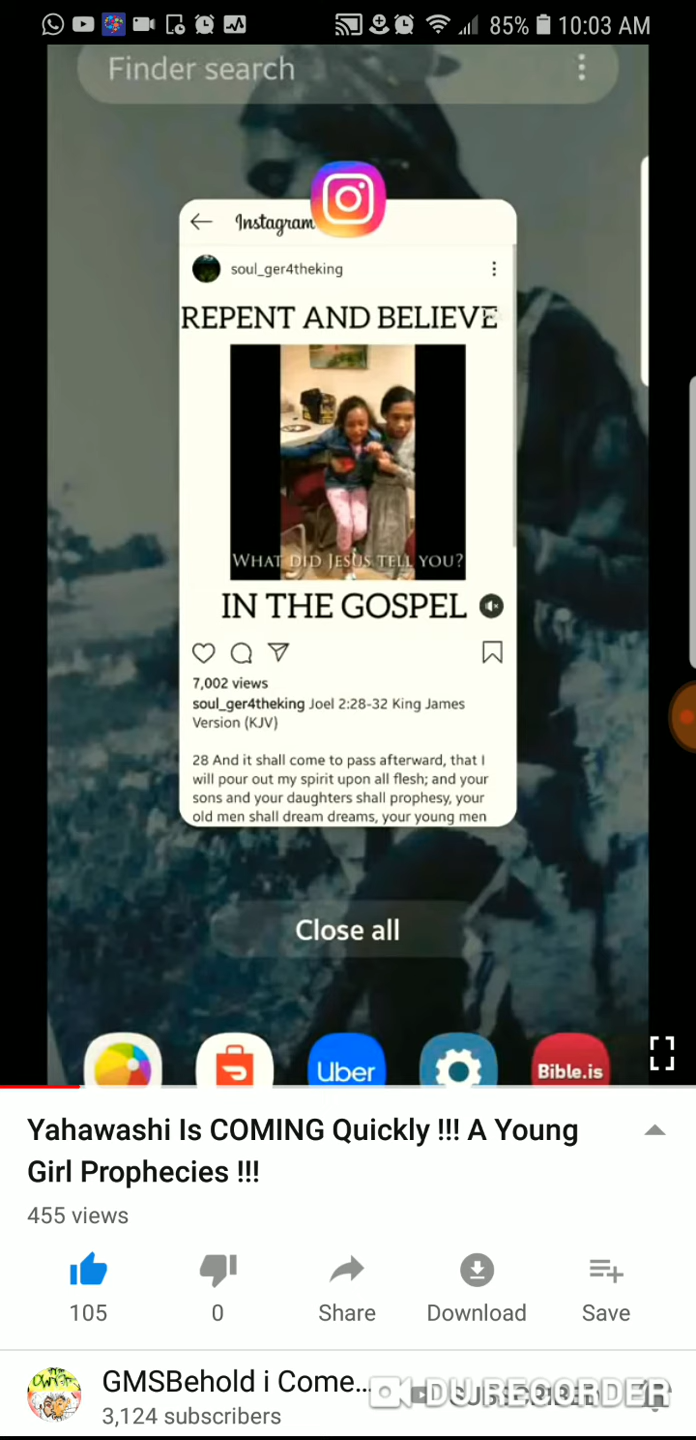 85% 10:03 AM
Finder search
Instagram
soul_ger4theking
REPENT AND BELIEVE
WHAT DID JESUS TELL YOU?
IN THE GOSPEL
7,002 views
soul_ger4theking Joel 2:28-32 King James
Version (KJV)
28 And it shall come to pass afterward, that I
will pour out my spirit upon all flesh; and your
sons and your daughters shall prophesy, your
old men shall dream dreams, your young men
Close all
Uber
Bible.is
Yahawashi Is COMING Quickly !!! A Young
Girl Prophecies !!!
455 views
105
0
Share
Download
Save
GMSBehold i Come...
SUBSCRIBED
DU RECORDER
3,124 subscribers